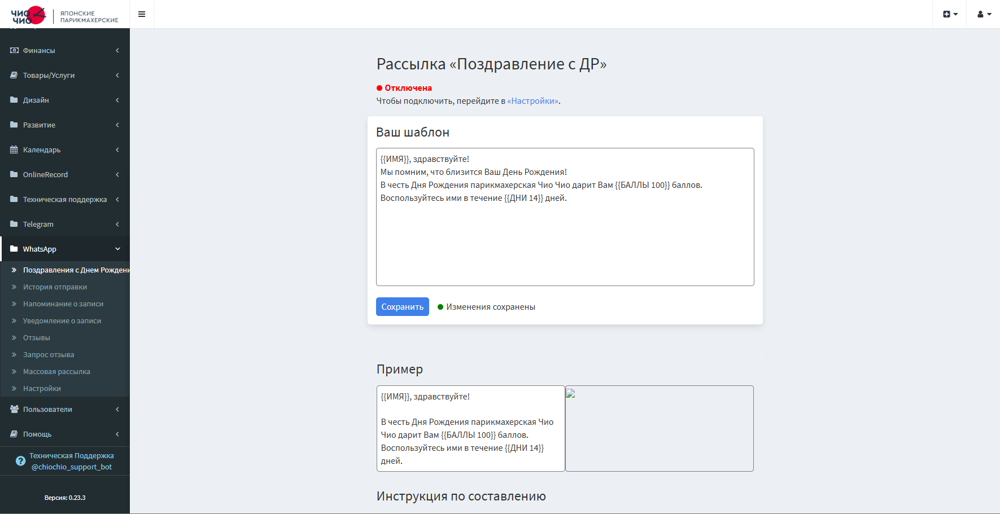 ЧИО
ЧИО
ЯПОНСКИЕ
ПАРИКМАХЕРСКИЕ
Финансы
Товары/Услуги
Дизайн
Развитие
Календарь
OnlineRecord
Техническая поддержка
Telegram
WhatsApp
Поздравления с Днем Рождени
История отправки
Напоминание о записи
Уведомление о записи
Отзывы
Запрос отзыва
Массовая рассылка
Настройки
Пользователи
Помощь
Техническая Поддержка
@chiochio_support_bot
Версия: 0.23.3
Рассылка «Поздравление с ДР»
Отключена
Чтобы подключить, перейдите в «Настройки».
Ваш шаблон
{{ИМЯ}}, здравствуйте!
Мы помним, что близится Ваш День Рождения!
В честь Дня Рождения парикмахерская Чио Чио дарит Вам {{БАЛЛЫ 100}} баллов.
Воспользуйтесь ими в течение {{ДНИ 14}} дней.
Сохранить
Изменения сохранены
Пример
{{ИМЯ}}, здравствуйте!
В честь Дня Рождения парикмахерская Чио
Чио дарит Вам {{БАЛЛЫ 100}} баллов.
Воспользуйтесь ими в течение {{ДНИ 14}}
дней.
Инструкция по составлению